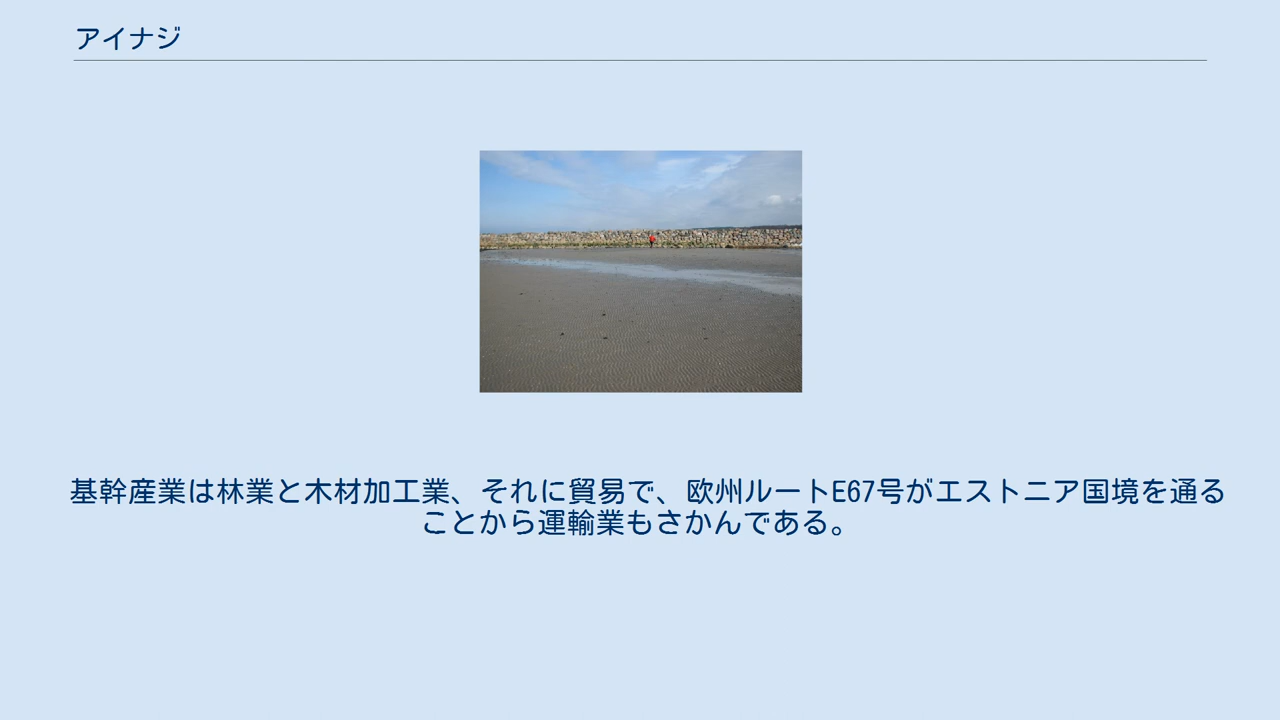 アイナジ
基幹産業は林業と木材加工業、それに貿易で、欧州ルートE67号がエストニア国境を通る
ことから運輸業もさかんである。